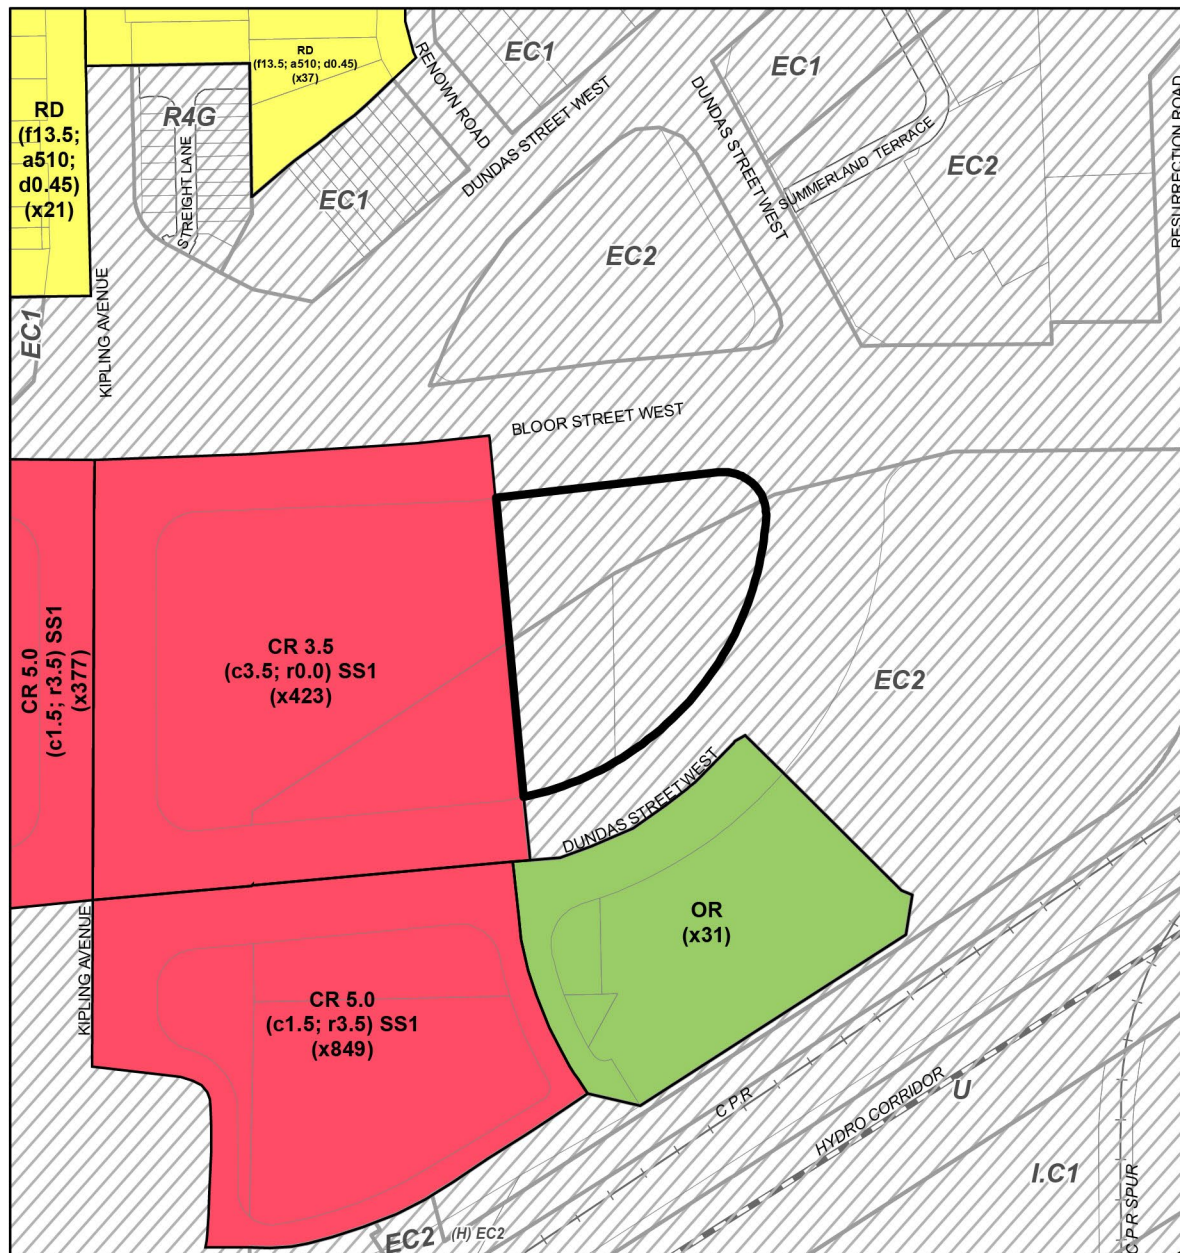 RD
(f13.5; a510; d0.45)
(x37)
RENOWN ROAD
EC1
DUNDAS STREET WEST
EC1
DUNDAS STREET WEST
SUMMERLAND TERRACE
EC2
RESURRECTION ROAD
RD
(f13.5;
a510;
d0.45)
(x21)
R4G
STREIGHT LANE
EC1
EC2
EC1
KIPLING AVENUE
BLOOR STREET WEST
CR 5.0
(c1.5; r3.5) SS1
(x377)
CR 3.5
(c3.5; r0.0) SS1
(x423)
EC2
DUNDAS STREET WEST
OR
(x31)
KIPLING AVENUE
CR 5.0
(c1.5; r3.5) SS1
(x849)
C P R
HYDRO CORRIDOR
U
I.C1
C P R SPUR
EC2
(H) EC2